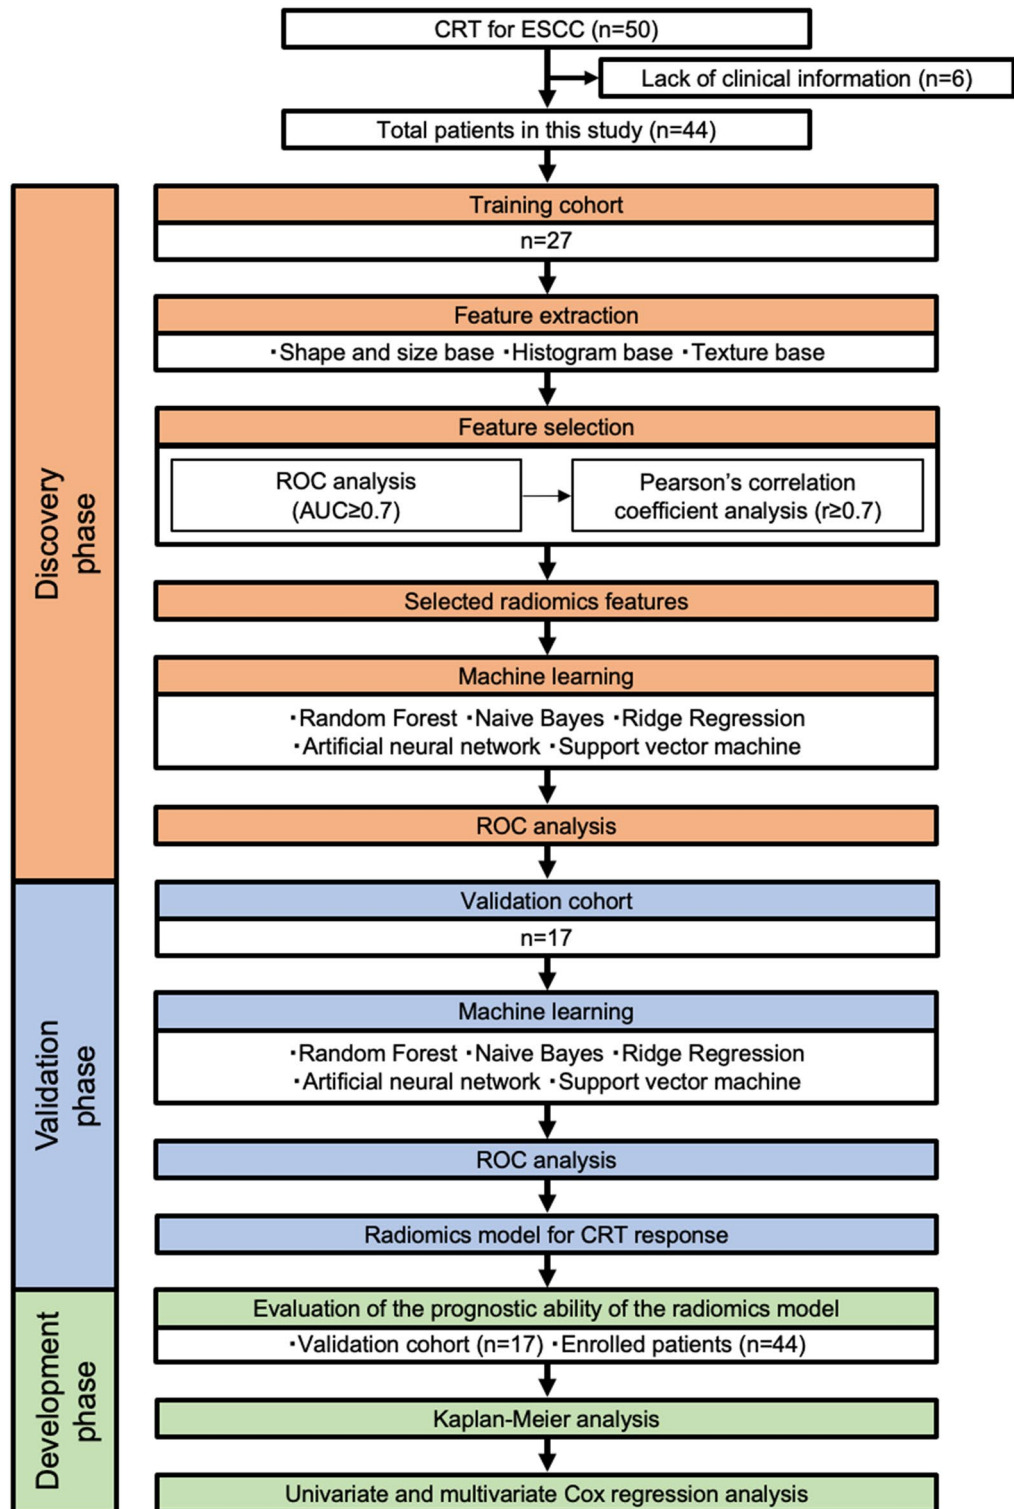 CRT for ESCC (n=50)
Lack of clinical information (n=6)
Total patients in this study (n=44)
Discovery
phase
Training cohort
n=27
Feature extraction
・Shape and size base ・Histogram base ・Texture base
Feature selection
ROC analysis
(AUC≥0.7)
Pearson's correlation
coefficient analysis (r≥0.7)
Selected radiomics features
Machine learning
・Random Forest ・Naive Bayes ・Ridge Regression
・Artificial neural network ・Support vector machine
ROC analysis
Validation
phase
Validation cohort
n=17
Machine learning
・Random Forest ・Naive Bayes ・Ridge Regression
・Artificial neural network ・Support vector machine
ROC analysis
Radiomics model for CRT response
Development
phase
Evaluation of the prognostic ability of the radiomics model
・Validation cohort (n=17) ・Enrolled patients (n=44)
Kaplan-Meier analysis
Univariate and multivariate Cox regression analysis